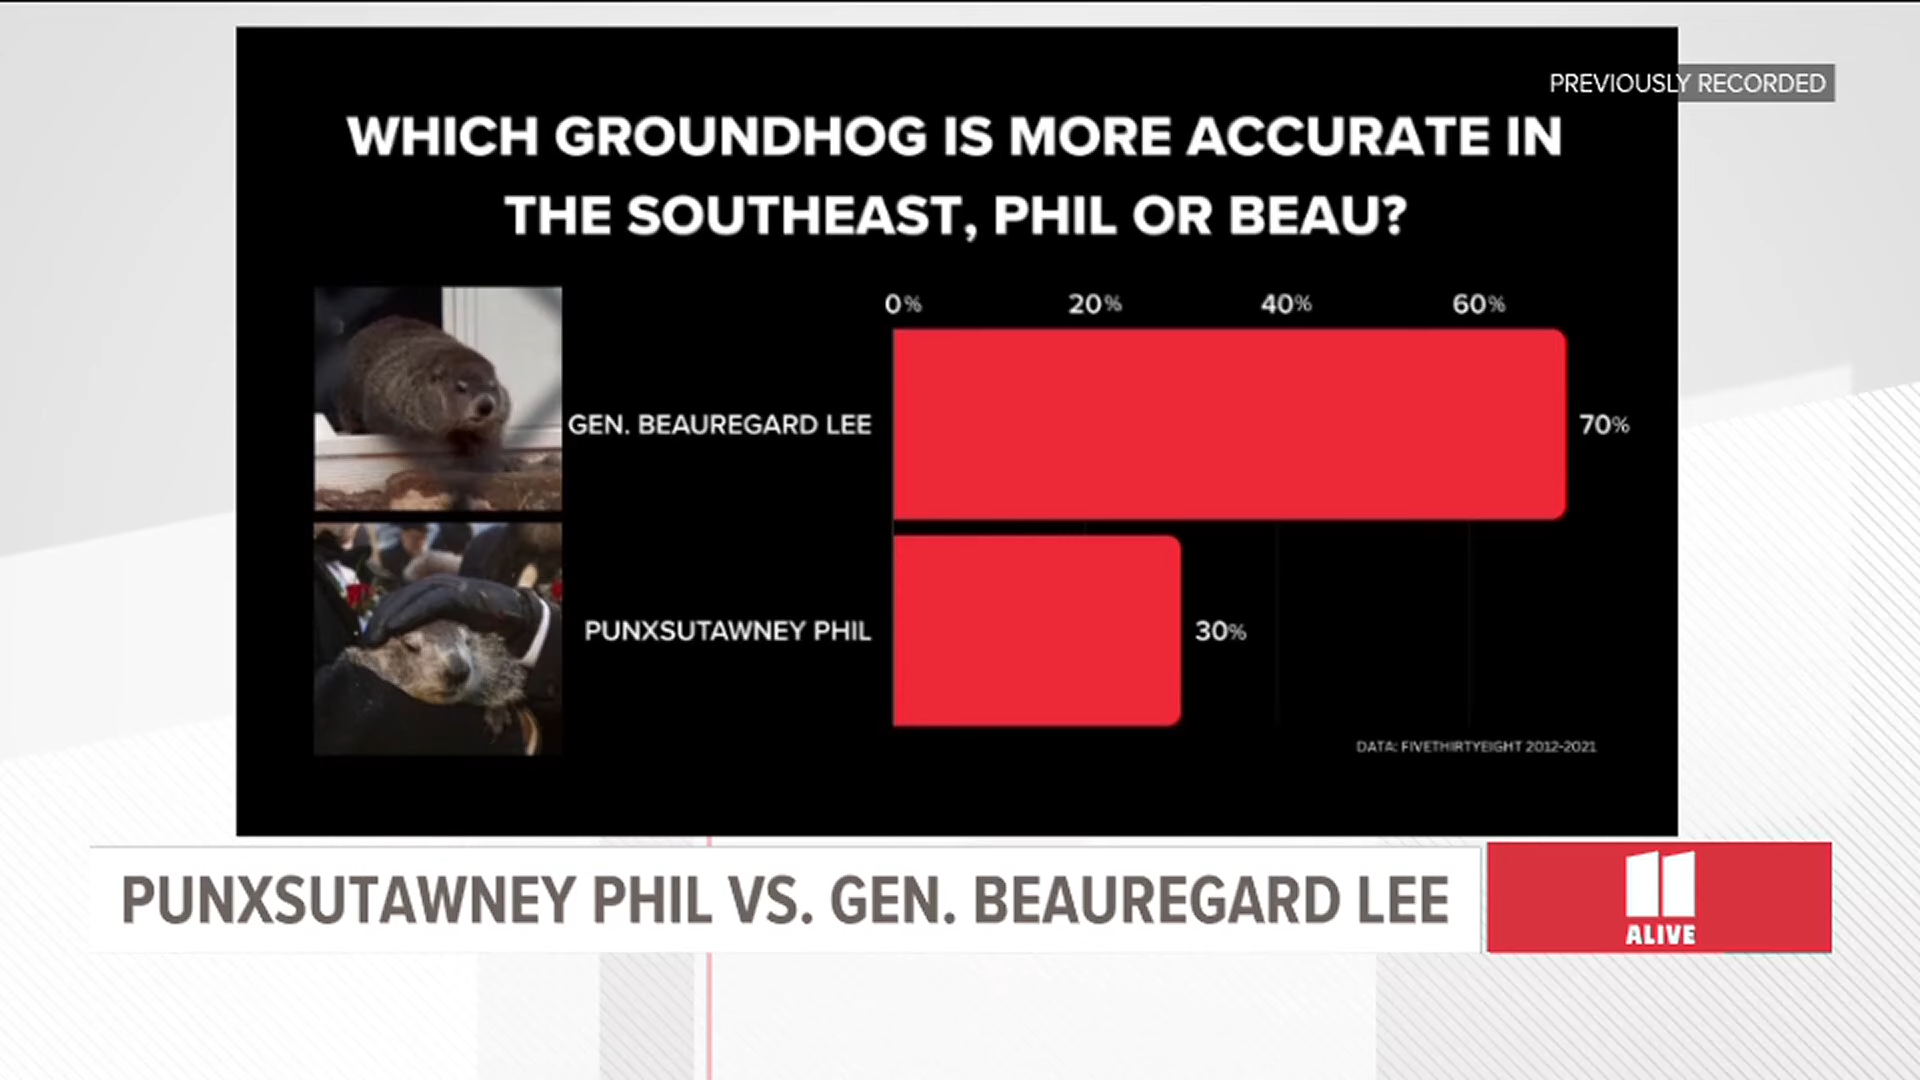 PREVIOUSLY RECORDED
WHICH GROUNDHOG IS MORE ACCURATE IN
THE SOUTHEAST, PHIL OR BEAU?
0% 20% 40% 60%
GEN. BEAUREGARD LEE 70%
PUNXSUTAWNEY PHIL 30%
DATA: FIVETHIRTYEIGHT 2012-2021
PUNXSUTAWNEY PHIL VS. GEN. BEAUREGARD LEE
11
ALIVE